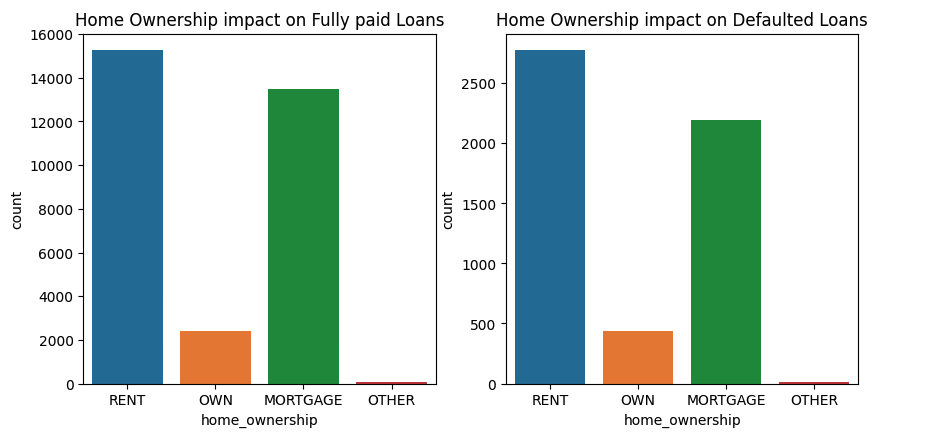 Home Ownership impact on Fully paid Loans
16000
14000
12000
10000
8000
6000
4000
2000
0
count
RENT OWN MORTGAGE OTHER
home_ownership
Home Ownership impact on Defaulted Loans
2500
2000
1500
1000
500
0
count
RENT OWN MORTGAGE OTHER
home_ownership